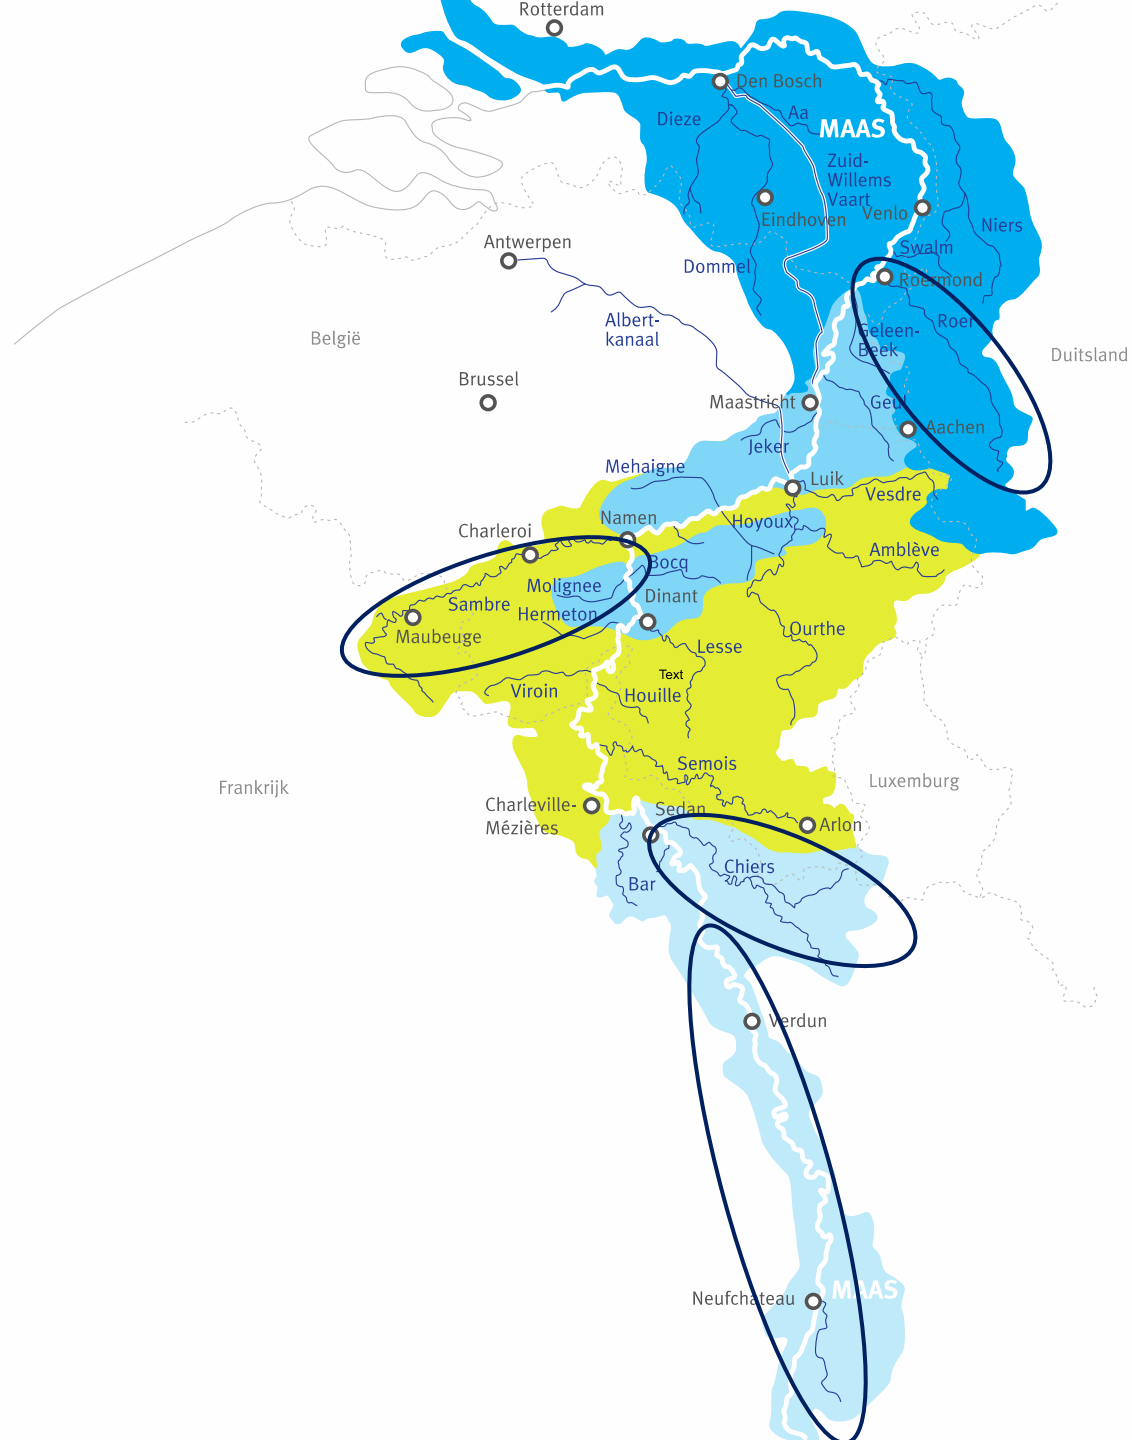 Rotterdam
Den Bosch
Aa
Dieze
MAAS
Zuid-
Willems
Vaart
Venlo
Eindhoven
Niers
Antwerpen
Swalm
Dommel
Roermond
Albert-
kanaal
Roer
België
Geleen-
Beek
Duitsland
Brussel
Maastricht
Geul
Aachen
Jeker
Mehaigne
Luik
Vesdre
Namen
Hoyoux
Charleroi
Amblève
Bocq
Molignee
Dinant
Sambre
Hermeton
Maubeuge
Ourthe
Lesse
Text
Viroin
Houille
Semois
Luxemburg
Frankrijk
Charleville-
Mézières
Sedan
Arlon
Chiers
Bar
Verdun
Neufchateau
MAAS